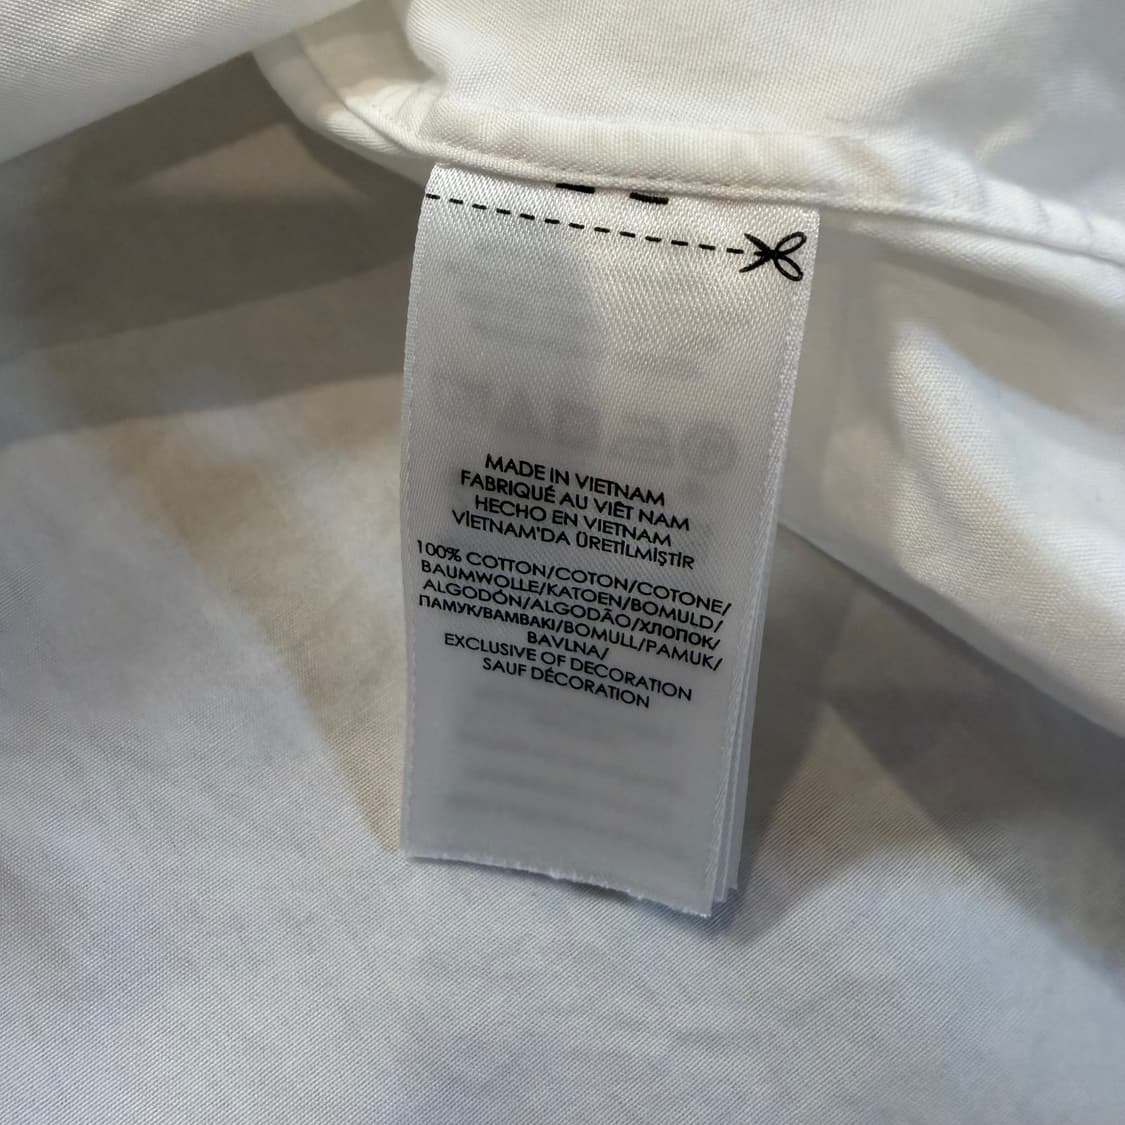 MADE IN VIETNAM
FABRIQUÉ AU VIÊT NAM
HECHO EN VIETNAM
VİETNAM'DA ÜRETİLMİŞTİR
100% COTTON/COTON/COTONE/
BAUMWOLLE/KATOEN/BOMULD/
ALGODÓN/ALGODÃO/ХЛОПОК/
ПАМУК/ΒΑΜΒΑΚΙ/BOMULL/PAMUK/
BAVLNA/
EXCLUSIVE OF DECORATION
SAUF DÉCORATION